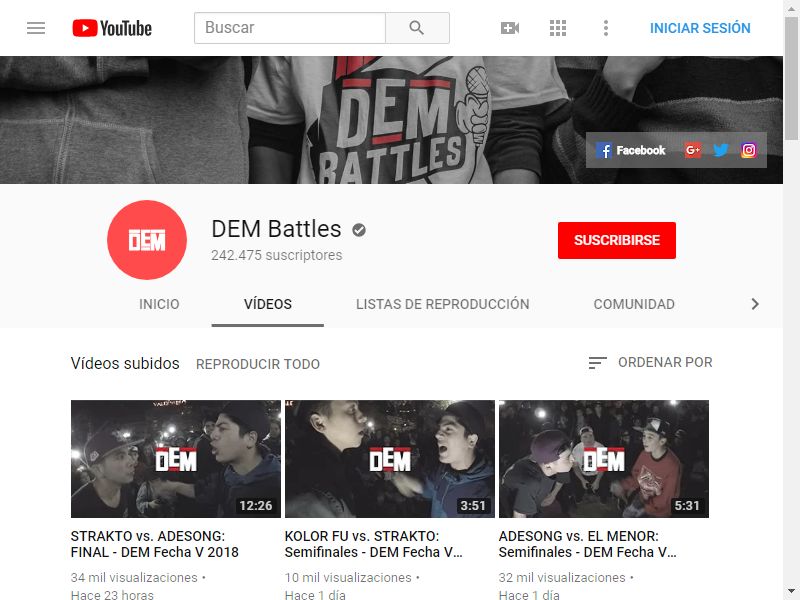 YouTube
Buscar
INICIAR SESIÓN
DEM
BATTLES
Facebook
DEM
DEM Battles
242.475 suscriptores
SUSCRIBIRSE
INICIO VÍDEOS LISTAS DE REPRODUCCIÓN COMUNIDAD
Vídeos subidos REPRODUCIR TODO ORDENAR POR
DEM DEM DEM
12:26 3:51 5:31
STRAKTO vs. ADESONG:
FINAL - DEM Fecha V 2018
34 mil visualizaciones •
Hace 23 horas
KOLOR FU vs. STRAKTO:
Semifinales - DEM Fecha V...
10 mil visualizaciones •
Hace 1 día
ADESONG vs. EL MENOR:
Semifinales - DEM Fecha V...
32 mil visualizaciones •
Hace 1 día